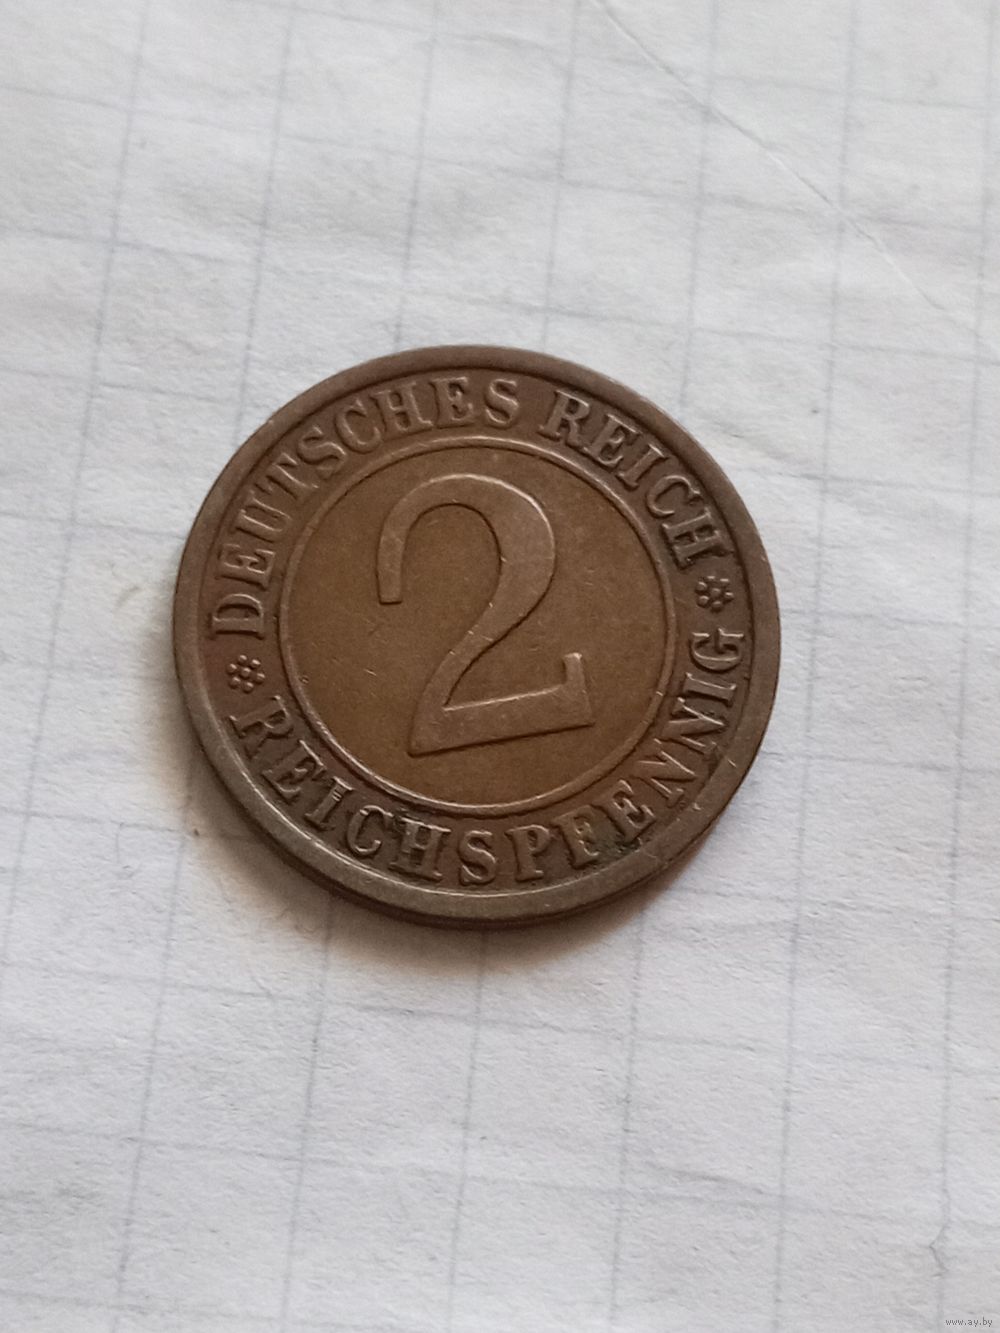 DEUTSCHES REICH
2
REICHSPFENNIG
www.ay.by